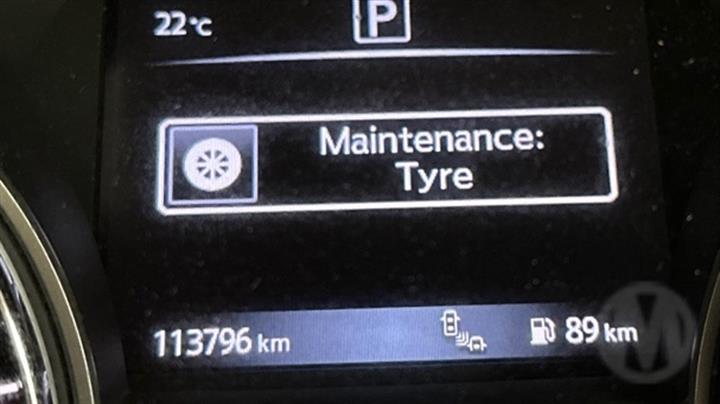 22°C
P
Maintenance:
Tyre
113796 km
89 km
M